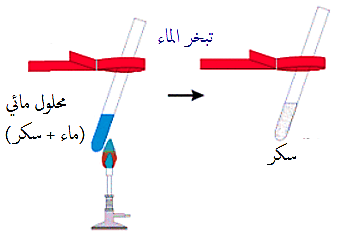 تبخر الماء
محلول مائي
(ماء + سكر)
سكر